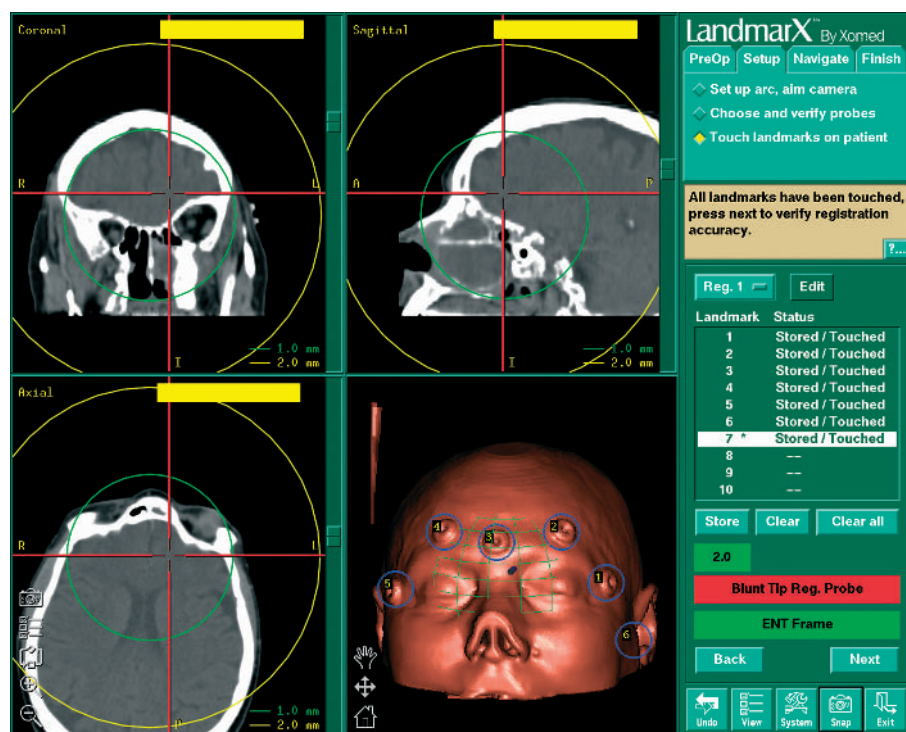 Coronal
R
L
I
1.0 mm
2.0 mm
Sagittal
A
P
I
1.0 mm
2.0 mm
Axial
R
L
P
1.0 mm
2.0 mm
4
3
2
5
1
6
LandmarX™ By Xomed
PreOp Setup Navigate Finish
Set up arc, aim camera
Choose and verify probes
Touch landmarks on patient
All landmarks have been touched,
press next to verify registration
accuracy.
?...
Reg. 1 Edit
Landmark Status
1 Stored / Touched
2 Stored / Touched
3 Stored / Touched
4 Stored / Touched
5 Stored / Touched
6 Stored / Touched
7 * Stored / Touched
8 --
9 --
10 --
Store Clear Clear all
2.0
Blunt Tip Reg. Probe
ENT Frame
Back Next
Undo View System Snap Exit